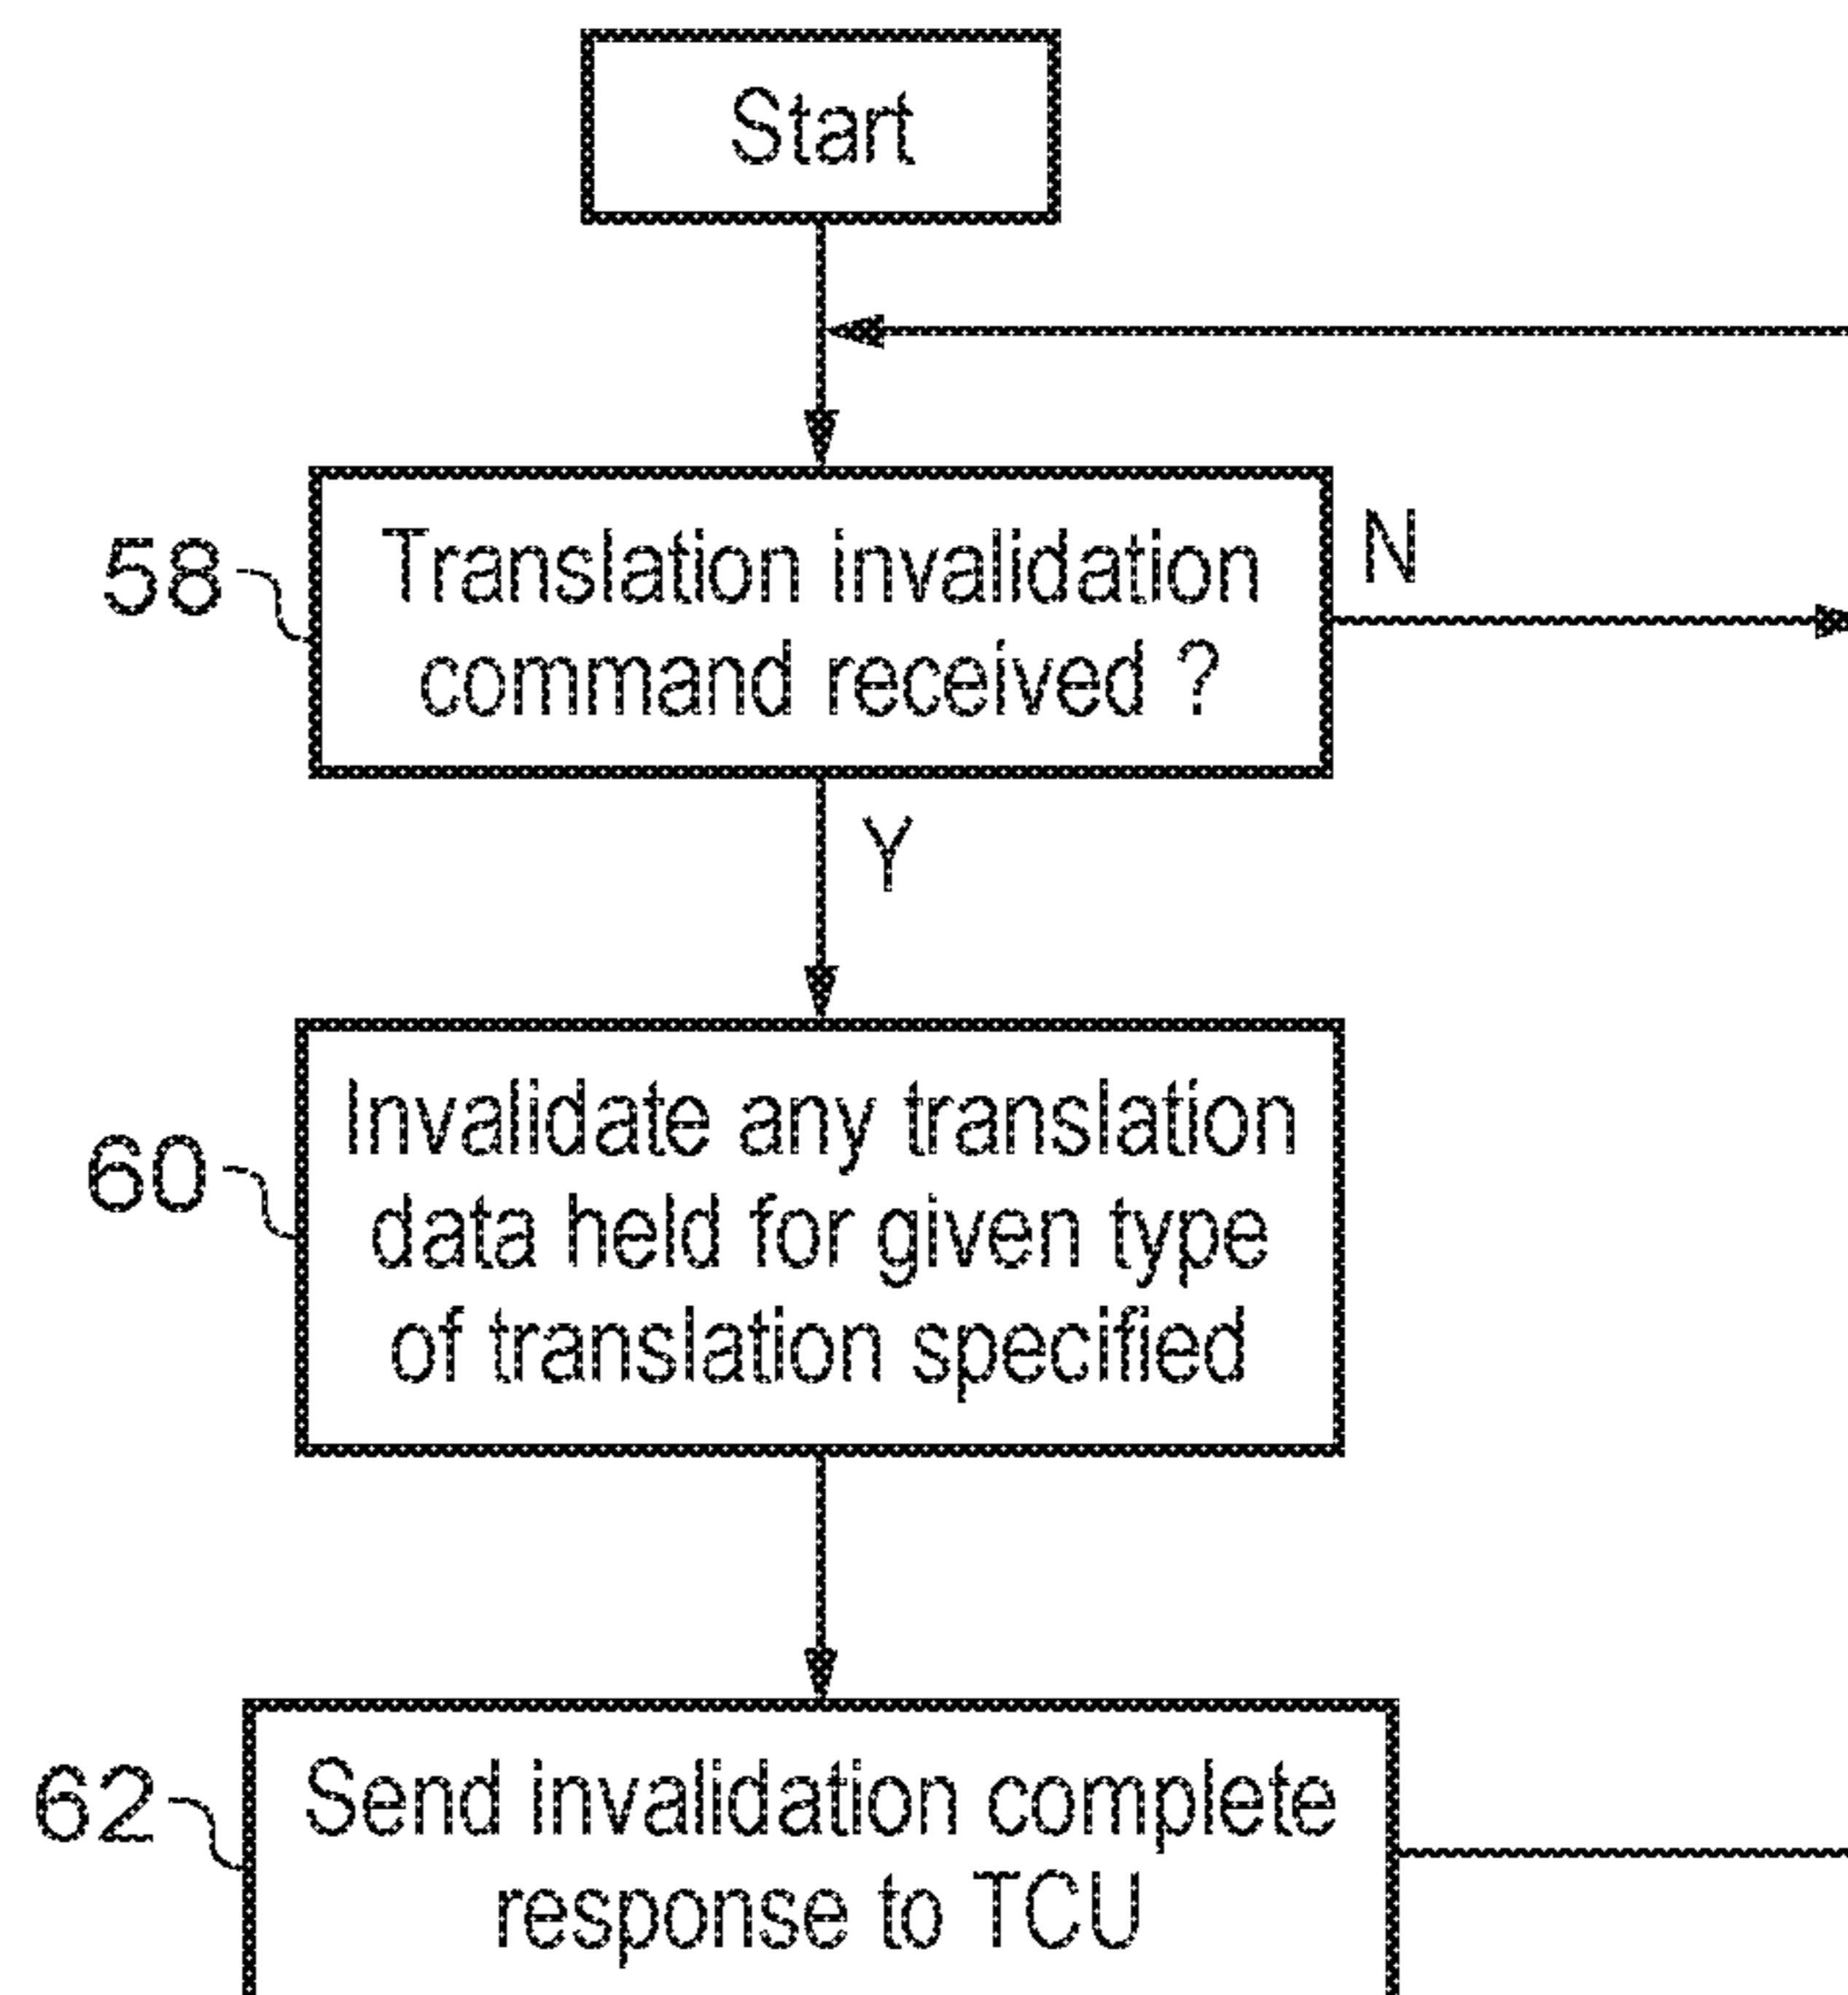 Start
58
Translation invalidation
command received ?
N
Y
60
Invalidate any translation
data held for given type
of translation specified
62
Send invalidation complete
response to TCU